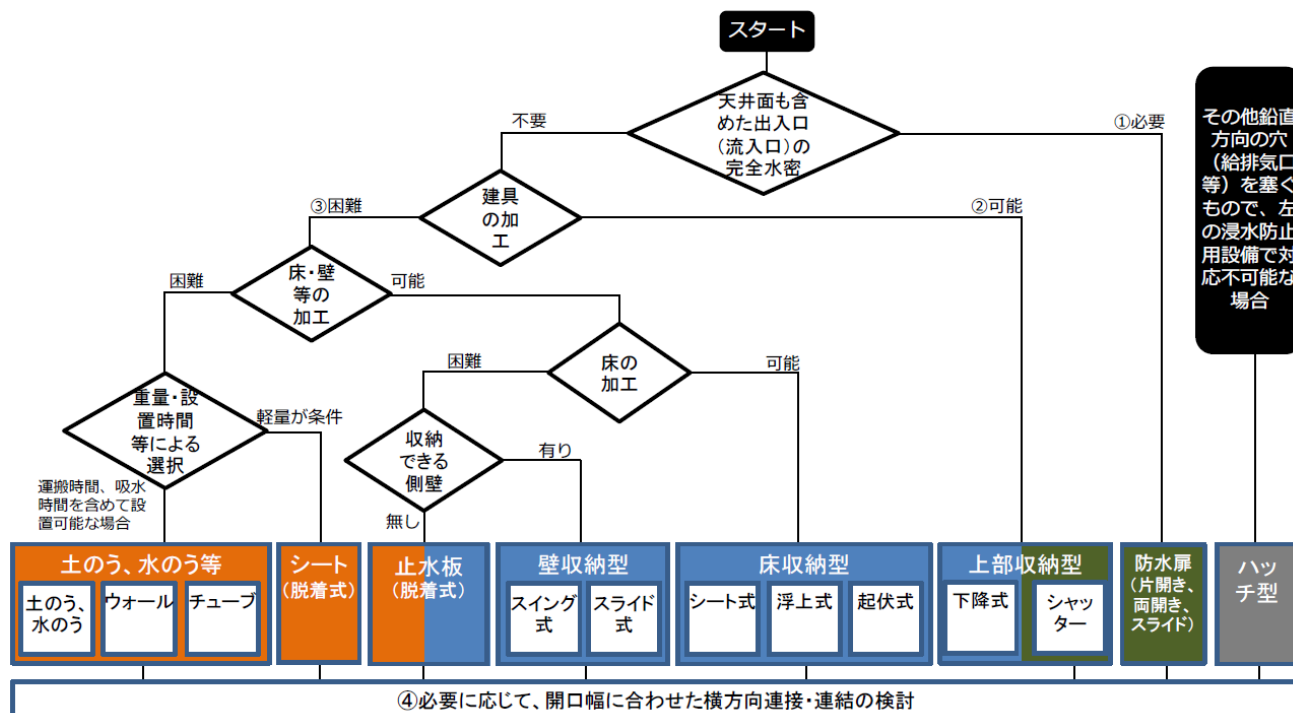 スタート
天井面も含
めた出入口
(流入口)の
完全水密
不要
①必要
その他鉛直
方向の穴
（給排気口
等）を塞ぐ
もので、左
の浸水防止
用設備で対
応不可能な
場合
建具
の加
工
③困難
②可能
床・壁
等の
加工
困難
可能
床の
加工
困難
可能
重量・設
置時間
等による
選択
軽量が条件
運搬時間、吸水
時間を含めて設
置可能な場合
収納
できる
側壁
有り
無し
土のう、水のう等
土のう、
水のう
ウォール
チューブ
シート
(脱着式)
止水板
(脱着式)
壁収納型
スイング
式
スライド
式
床収納型
シート式
浮上式
起伏式
上部収納型
下降式
シャッ
ター
防水扉
(片開き、
両開き、
スライド)
ハッ
チ型
④必要に応じて、開口幅に合わせた横方向連接・連結の検討